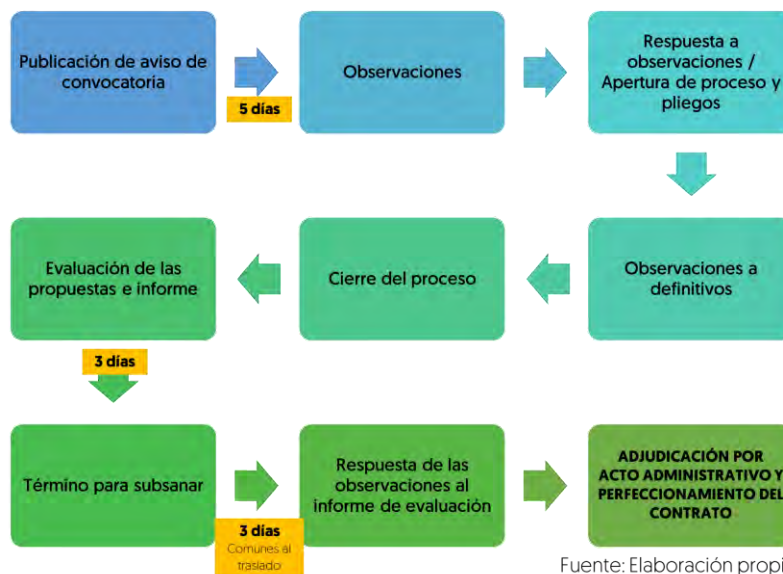 Publicación de aviso de
convocatoria
5 días
Observaciones
Respuesta a
observaciones /
Apertura de proceso y
pliegos
Observaciones a
definitivos
Cierre del proceso
Evaluación de las
propuestas e informe
3 días
Término para subsanar
3 días
Comunes al
traslado
Respuesta de las
observaciones al
informe de evaluación
ADJUDICACIÓN POR
ACTO ADMINISTRATIVO Y
PERFECCIONAMIENTO DEL
CONTRATO
Fuente: Elaboración propi